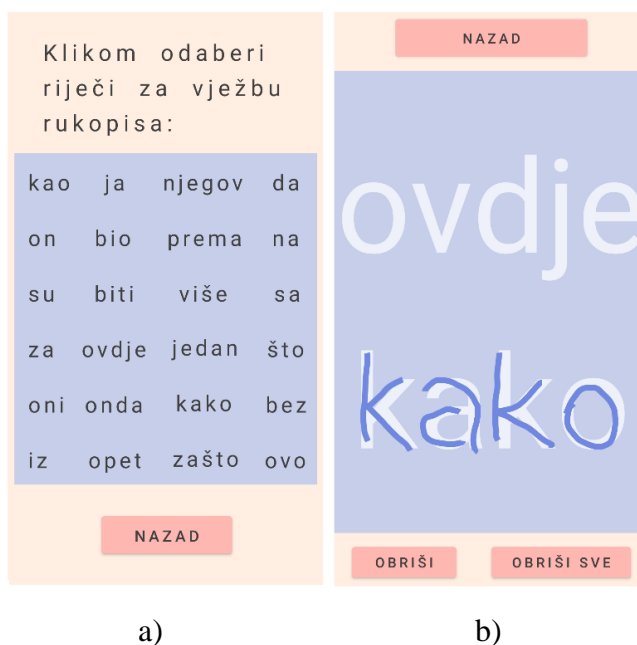 Klikom odaberi
riječi za vježbu
rukopisa:
kao ja njegov da
on bio prema na
su biti više sa
za ovdje jedan što
oni onda kako bez
iz opet zašto ovo
NAZAD
a)
NAZAD
ovdje
kako
OBRIŠI OBRIŠI SVE
b)